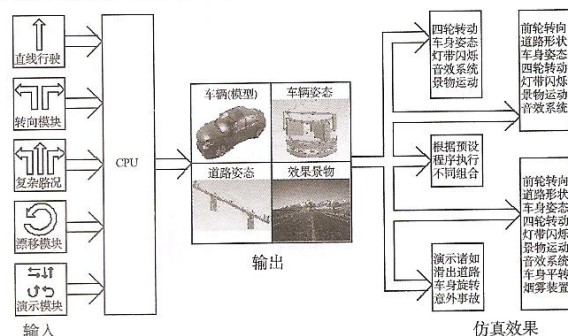 直线行驶
转向模块
复杂路况
漂移模块
演示模块
输入
CPU
车辆(模型)
车辆姿态
道路姿态
效果景物
输出
四轮转动
车身姿态
灯带闪烁
音效系统
景物运动
根据预设
程序执行
不同组合
演示诸如
滑出道路
车身旋转
意外事故
前轮转向
道路形状
车身姿态
四轮转动
灯带闪烁
景物运动
音效系统
前轮转向
道路形状
车身姿态
四轮转动
灯带闪烁
景物运动
音效系统
车身平转
烟雾装置
仿真效果